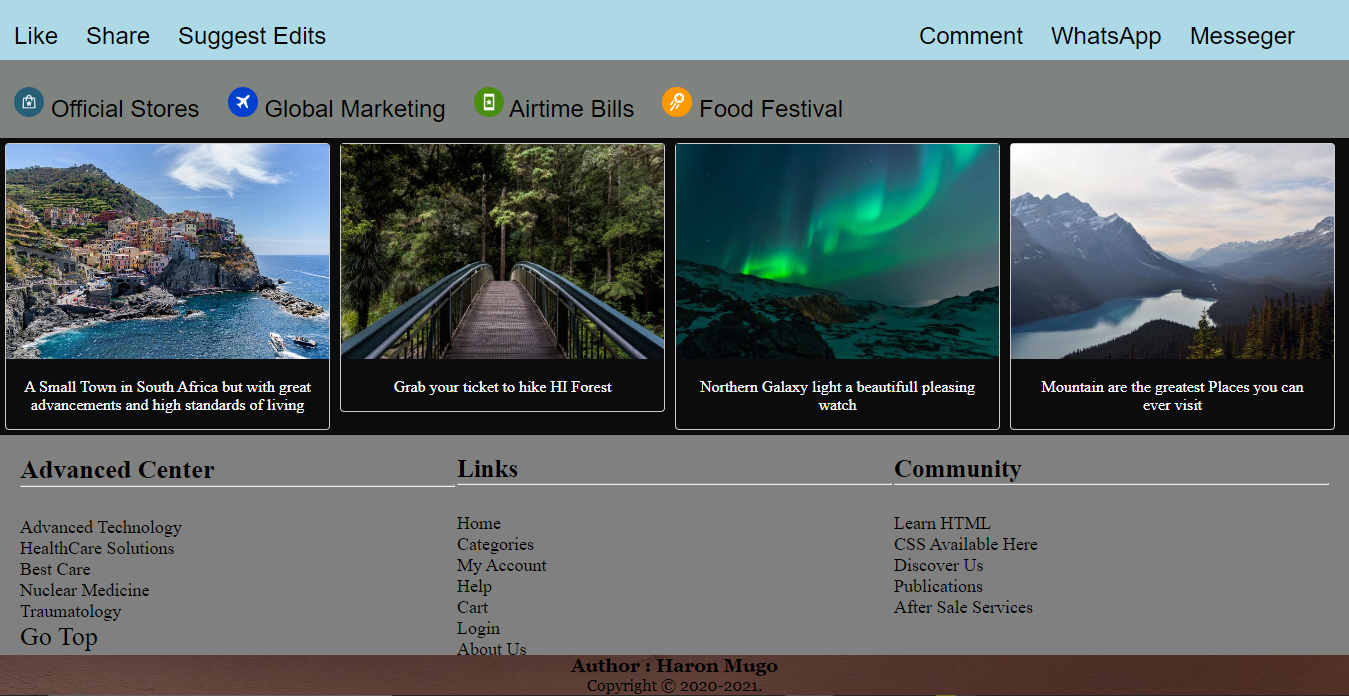 Like Share Suggest Edits Comment WhatsApp Messeger
Official Stores Global Marketing Airtime Bills Food Festival
A Small Town in South Africa but with great
advancements and high standards of living
Grab your ticket to hike HI Forest
Northern Galaxy light a beautifull pleasing
watch
Mountain are the greatest Places you can
ever visit
Advanced Center
Advanced Technology
HealthCare Solutions
Best Care
Nuclear Medicine
Traumatology
Go Top
Links
Home
Categories
My Account
Help
Cart
Login
About Us
Community
Learn HTML
CSS Available Here
Discover Us
Publications
After Sale Services
Author : Haron Mugo
Copyright © 2020-2021.